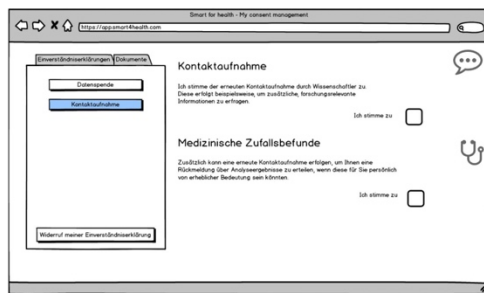 Smart for health - My consent management
https://appsmart4health.com
Einverständniserklärungen
Dokumente
Datenspende
Kontaktaufnahme
Widerruf meiner Einverständniserklärung
Kontaktaufnahme
Ich stimme der erneuten Kontaktaufnahme durch Wissenschaftler zu
Diese erfolgt beispielsweise, um zusätzliche, forschungsrelevante
Informationen zu erfragen.
Ich stimme zu
Medizinische Zufallsbefunde
Zusätzlich kann eine erneute Kontaktaufnahme erfolgen, um Ihnen eine
Rückmeldung über Analyseergebnisse zu erteilen, wenn diese für Sie persönlich
von erheblicher Bedeutung sein könnten.
Ich stimme zu